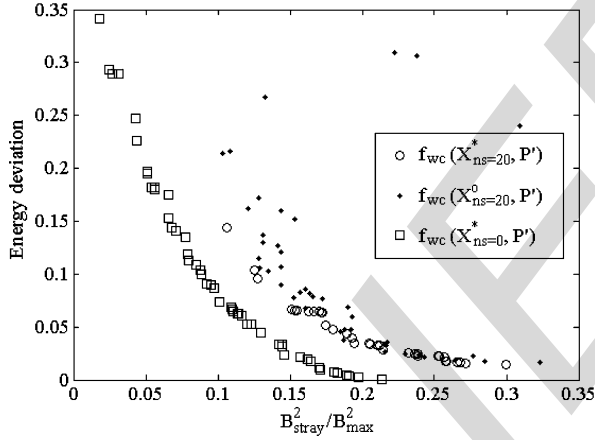 0.35
0.3
0.25
0.2
0.15
0.1
0.05
0
Energy deviation
○ f_wc (X*_ns=20, P')
♦ f_wc (X^o_ns=20, P')
□ f_wc (X*_ns=0, P')
0 0.05 0.1 0.15 0.2 0.25 0.3 0.35
B²_stray/B²_max